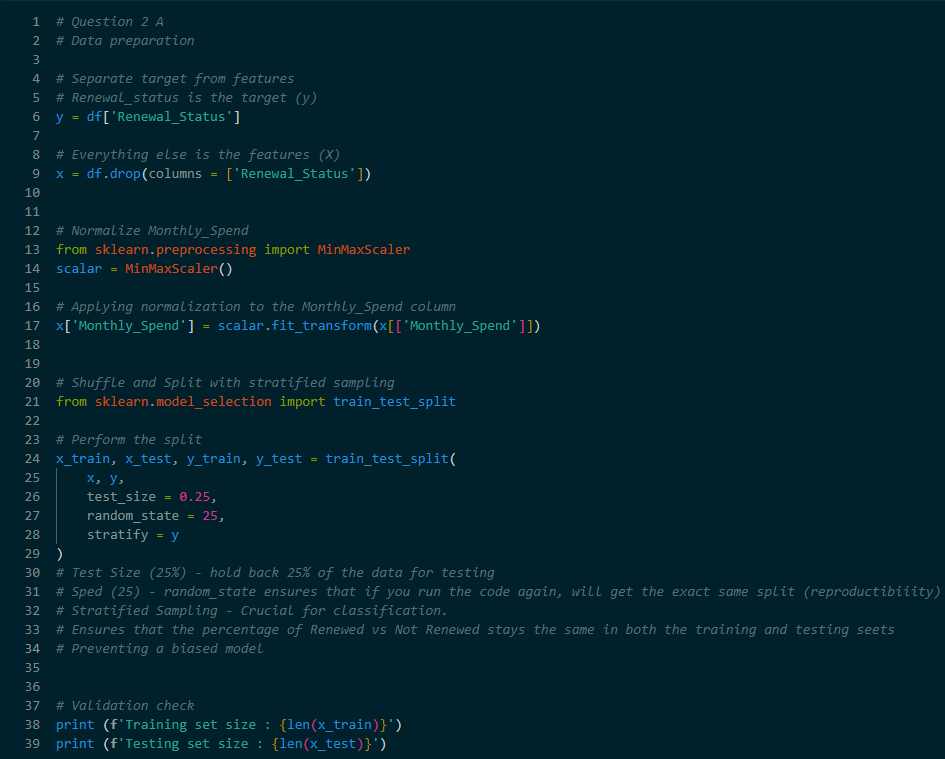 1 # Question 2 A
2 # Data preparation
3
4 # Separate target from features
5 # Renewal_status is the target (y)
6 y = df['Renewal_Status']
7
8 # Everything else is the features (X)
9 x = df.drop(columns = ['Renewal_Status'])
10
11
12 # Normalize Monthly_Spend
13 from sklearn.preprocessing import MinMaxScaler
14 scalar = MinMaxScaler()
15
16 # Applying normalization to the Monthly_Spend column
17 x['Monthly_Spend'] = scalar.fit_transform(x[['Monthly_Spend']])
18
19
20 # Shuffle and Split with stratified sampling
21 from sklearn.model_selection import train_test_split
22
23 # Perform the split
24 x_train, x_test, y_train, y_test = train_test_split(
25     x, y,
26     test_size = 0.25,
27     random_state = 25,
28     stratify = y
29 )
30 # Test Size (25%) - hold back 25% of the data for testing
31 # Sped (25) - random_state ensures that if you run the code again, will get the exact same split (reproductibiiity)
32 # Stratified Sampling - Crucial for classification.
33 # Ensures that the percentage of Renewed vs Not Renewed stays the same in both the training and testing seets
34 # Preventing a biased model
35
36
37 # Validation check
38 print (f'Training set size : {len(x_train)}')
39 print (f'Testing set size : {len(x_test)}')